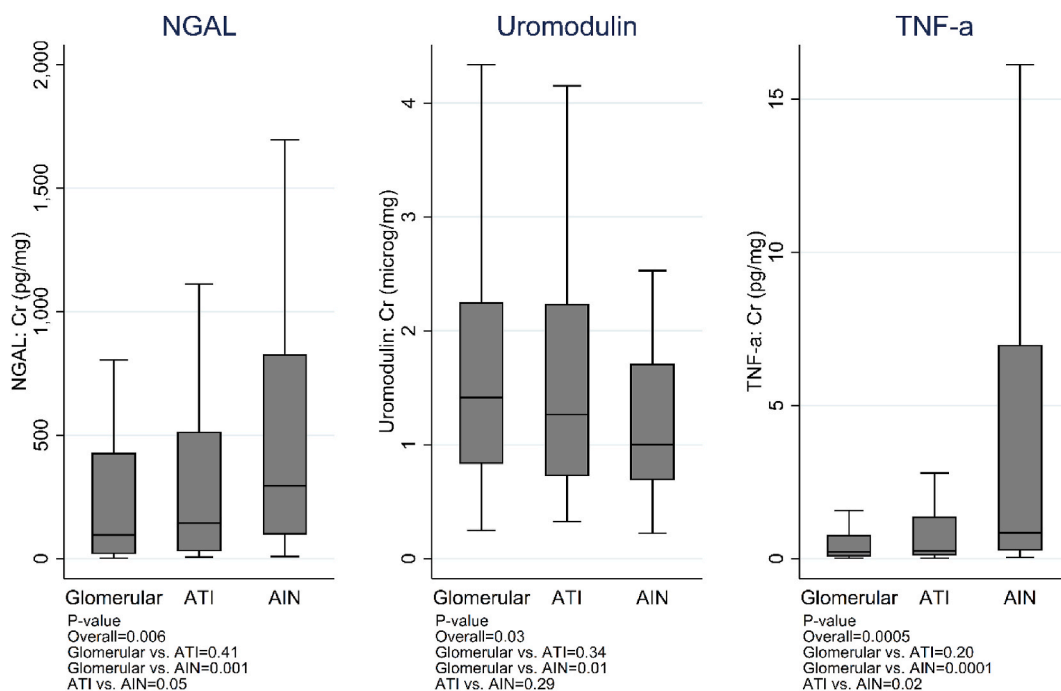 NGAL
NGAL: Cr (pg/mg)
2,000
1,500
1,000
500
0
Glomerular ATI AIN
P-value
Overall=0.006
Glomerular vs. ATI=0.41
Glomerular vs. AIN=0.001
ATI vs. AIN=0.05
Uromodulin
Uromodulin: Cr (microg/mg)
4
3
2
1
0
Glomerular ATI AIN
P-value
Overall=0.03
Glomerular vs. ATI=0.34
Glomerular vs. AIN=0.01
ATI vs. AIN=0.29
TNF-a
TNF-a: Cr (pg/mg)
15
10
5
0
Glomerular ATI AIN
P-value
Overall=0.0005
Glomerular vs. ATI=0.20
Glomerular vs. AIN=0.0001
ATI vs. AIN=0.02